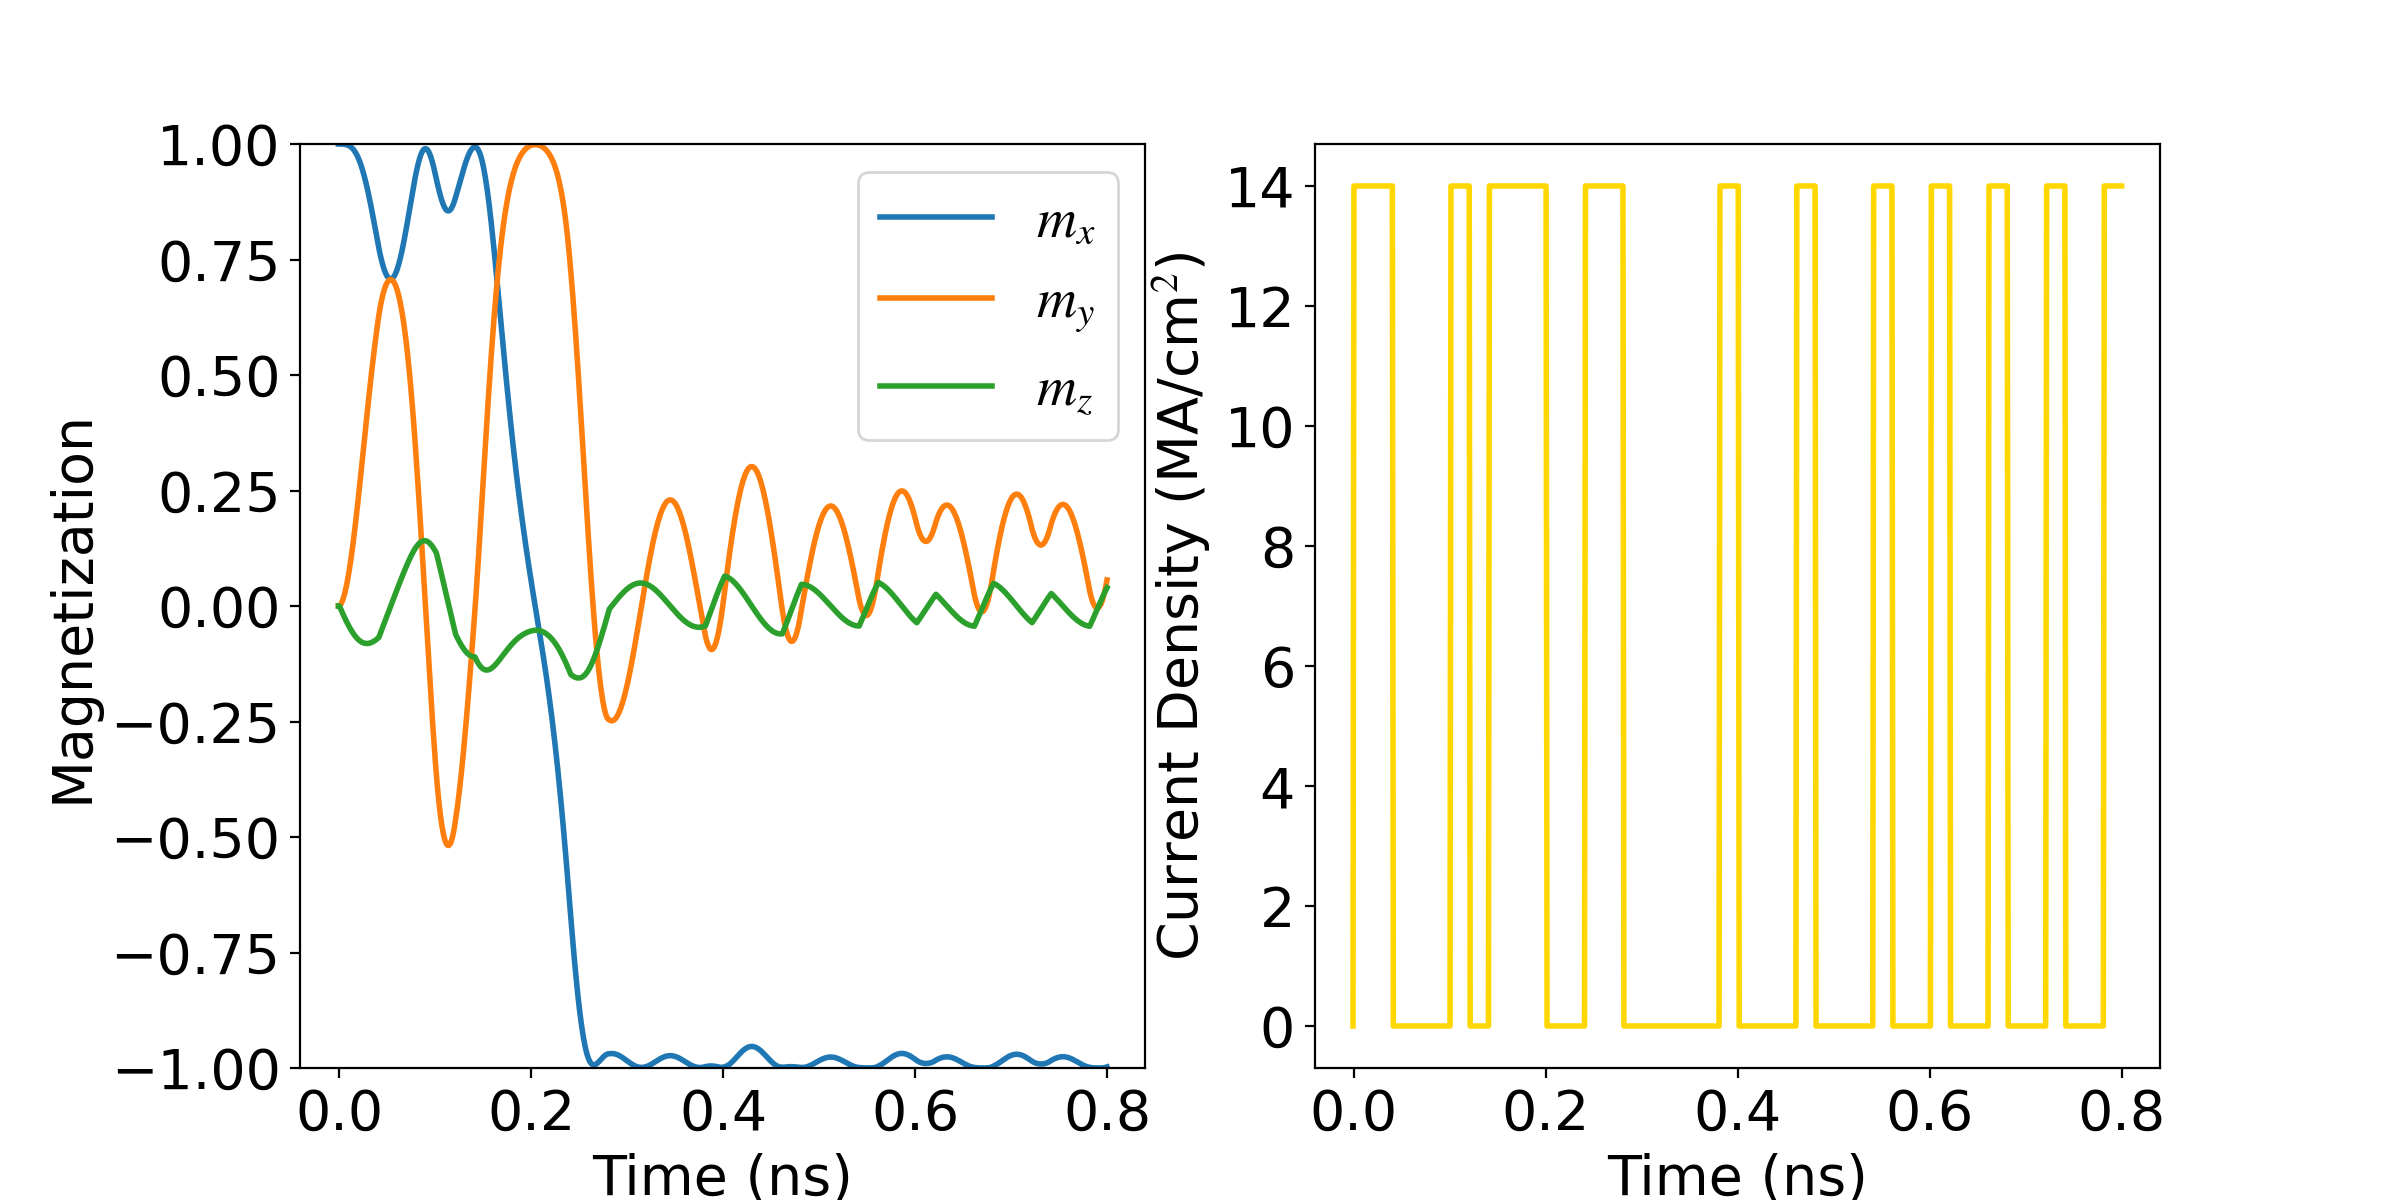 Magnetization
1.00
0.75
0.50
0.25
0.00
−0.25
−0.50
−0.75
−1.00
0.0 0.2 0.4 0.6 0.8
Time (ns)
m_x
m_y
m_z
Current Density (MA/cm²)
14
12
10
8
6
4
2
0
0.0 0.2 0.4 0.6 0.8
Time (ns)